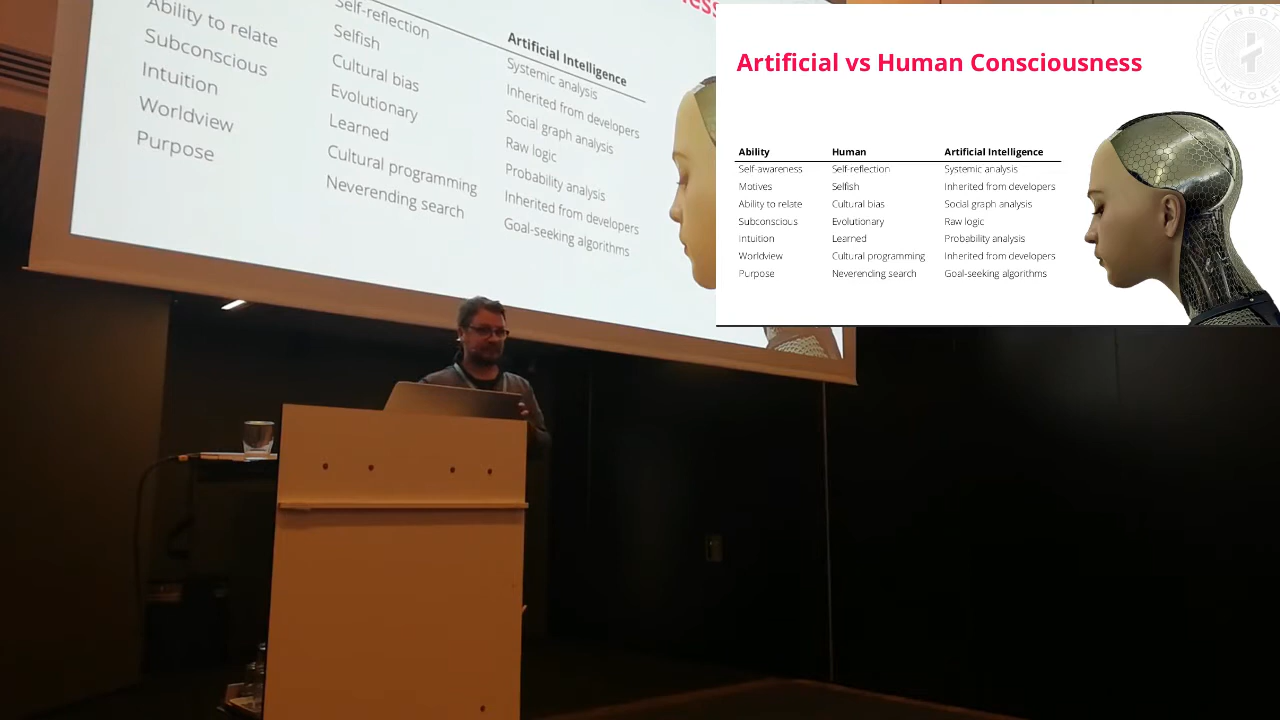 ess
Ability to relate Self-reflection Artificial Intelligence
Subconscious Selfish Systemic analysis
Intuition Cultural bias Inherited from developers
Worldview Evolutionary Social graph analysis
Purpose Learned Raw logic
Cultural programming Probability analysis
Neverending search Inherited from developers
Goal-seeking algorithms
INBOT
IN-TOKE
Artificial vs Human Consciousness
Ability Human Artificial Intelligence
Self-awareness Self-reflection Systemic analysis
Motives Selfish Inherited from developers
Ability to relate Cultural bias Social graph analysis
Subconscious Evolutionary Raw logic
Intuition Learned Probability analysis
Worldview Cultural programming Inherited from developers
Purpose Neverending search Goal-seeking algorithms